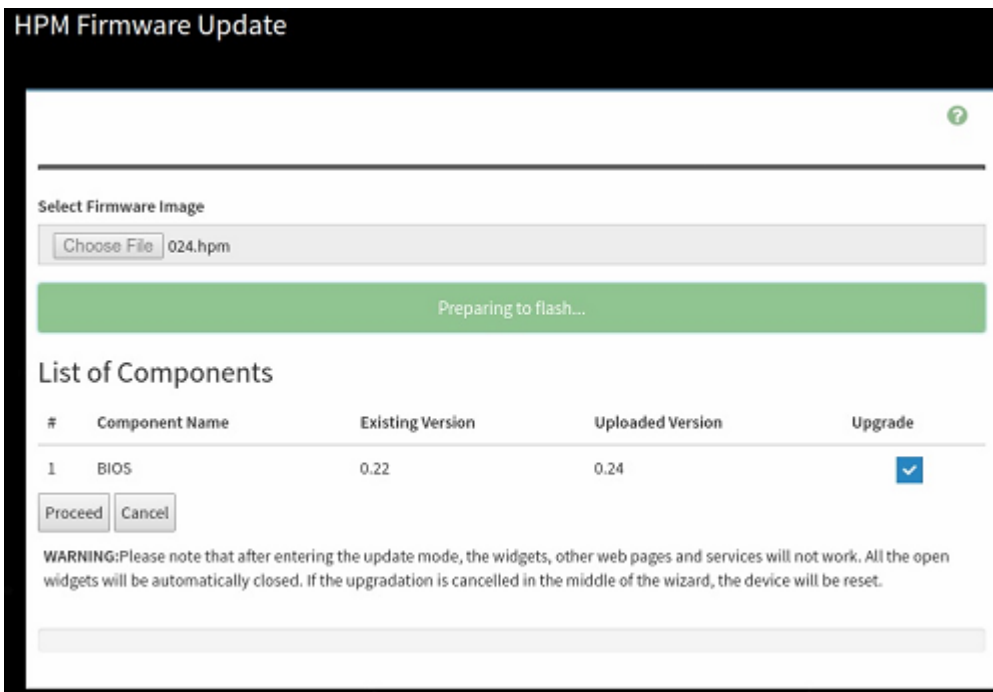 HPM Firmware Update
?
Select Firmware Image
Choose File 024.hpm
Preparing to flash...
List of Components
# Component Name Existing Version Uploaded Version Upgrade
1 BIOS 0.22 0.24
Proceed Cancel
WARNING:Please note that after entering the update mode, the widgets, other web pages and services will not work. All the open
widgets will be automatically closed. If the upgradation is cancelled in the middle of the wizard, the device will be reset.